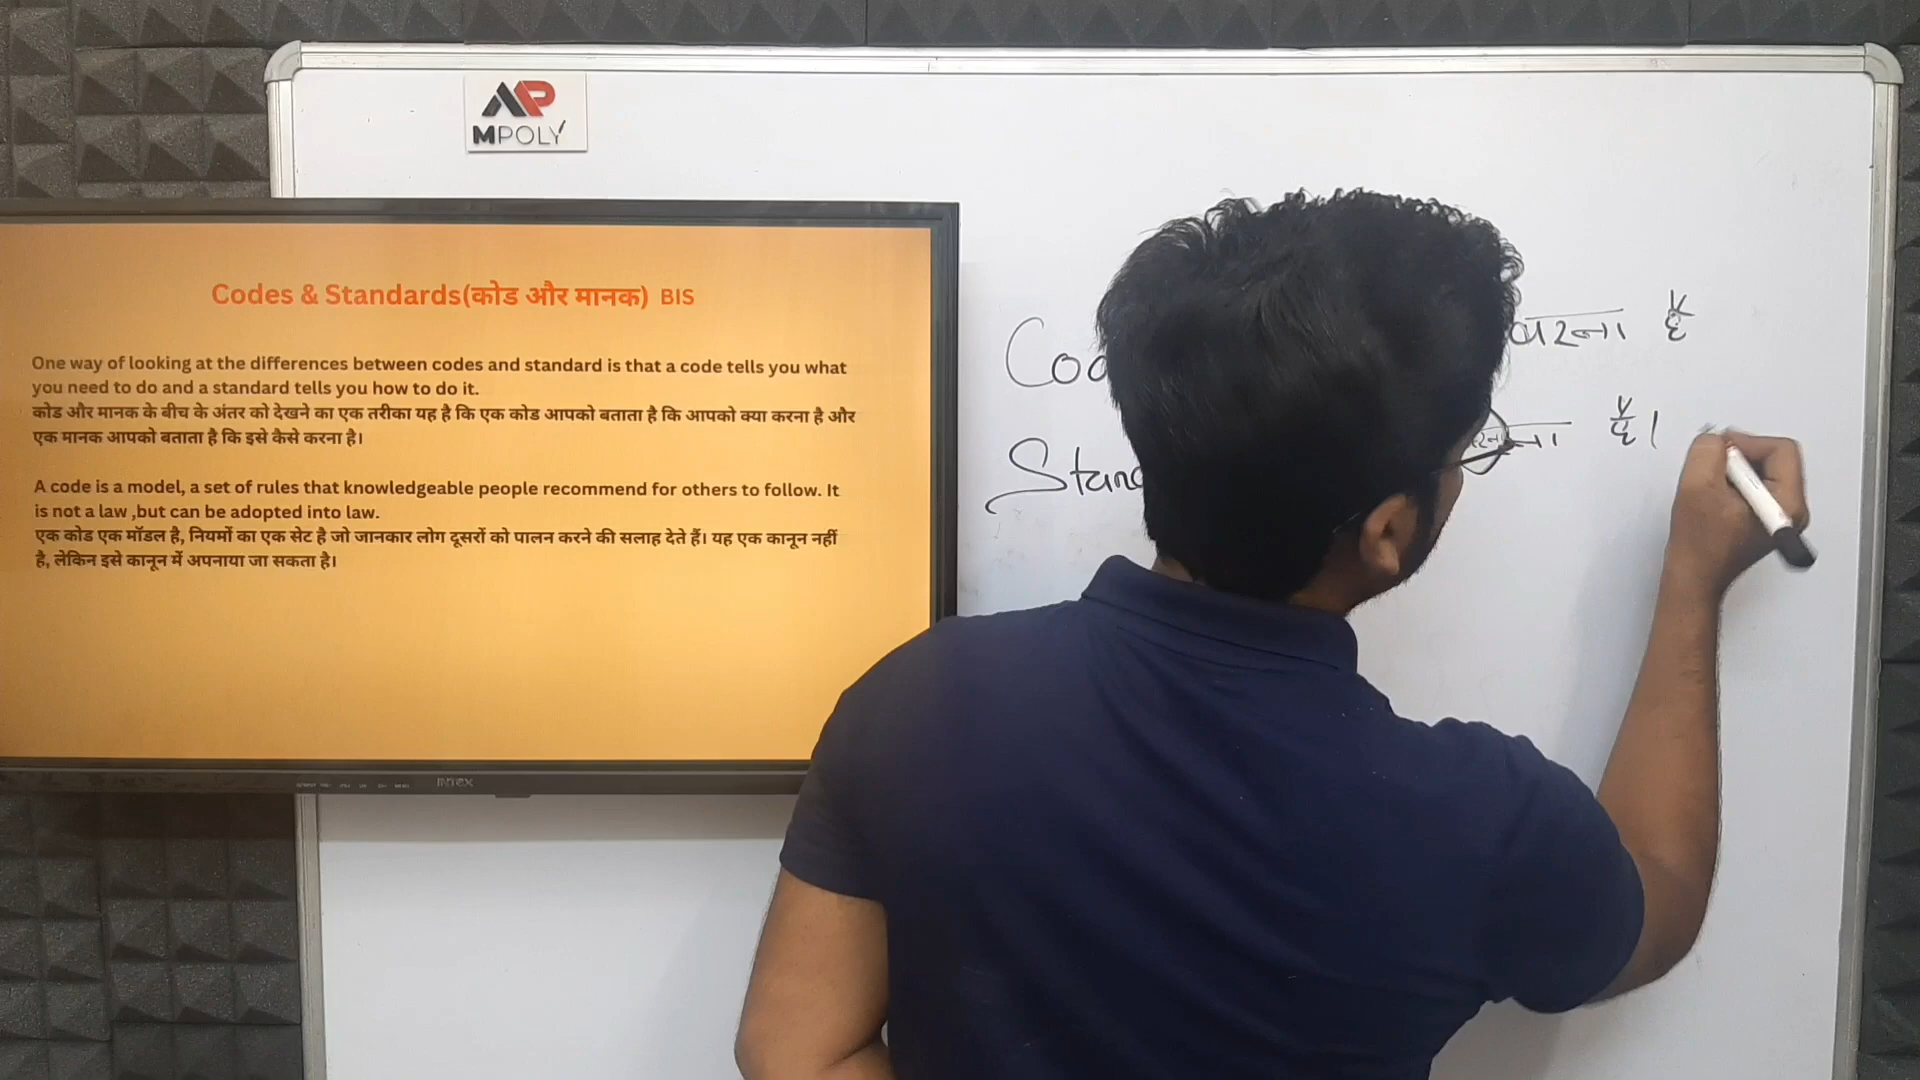 AP
MPOLY
Codes & Standards(कोड और मानक) BIS
One way of looking at the differences between codes and standard is that a code tells you what
you need to do and a standard tells you how to do it.
कोड और मानक के बीच के अंतर को देखने का एक तरीका यह है कि एक कोड आपको बताता है कि आपको क्या करना है और
एक मानक आपको बताता है कि इसे कैसे करना है।
A code is a model, a set of rules that knowledgeable people recommend for others to follow. It
is not a law ,but can be adopted into law.
एक कोड एक मॉडल है, नियमों का एक सेट है जो जानकार लोग दूसरों को पालन करने की सलाह देते हैं। यह एक कानून नहीं
है, लेकिन इसे कानून में अपनाया जा सकता है।
करना है
है।